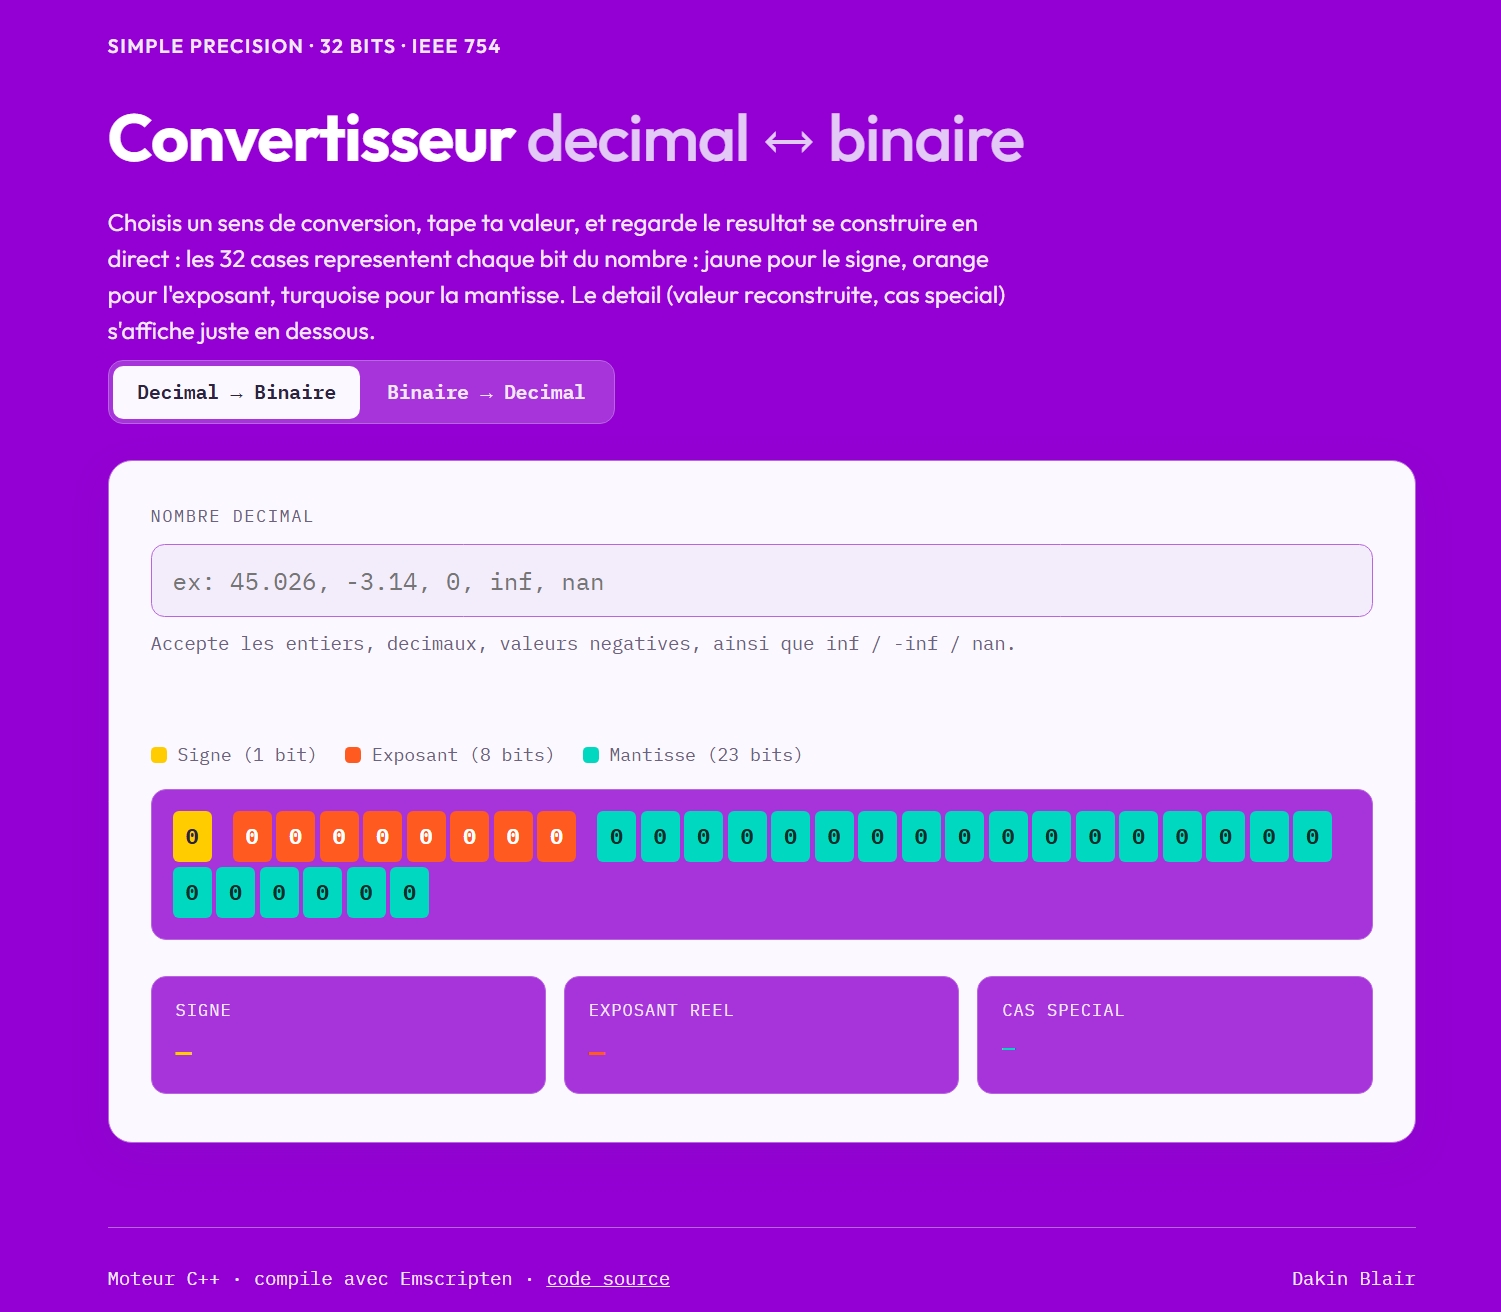 SIMPLE PRECISION · 32 BITS · IEEE 754
Convertisseur decimal ↔ binaire
Choisis un sens de conversion, tape ta valeur, et regarde le resultat se construire en
direct : les 32 cases representent chaque bit du nombre : jaune pour le signe, orange
pour l'exposant, turquoise pour la mantisse. Le detail (valeur reconstruite, cas special)
s'affiche juste en dessous.
Decimal → Binaire Binaire → Decimal
NOMBRE DECIMAL
ex: 45.026, -3.14, 0, inf, nan
Accepte les entiers, decimaux, valeurs negatives, ainsi que inf / -inf / nan.
Signe (1 bit) Exposant (8 bits) Mantisse (23 bits)
0 0 0 0 0 0 0 0 0 0 0 0 0 0 0 0 0 0 0 0 0 0 0 0 0 0
0 0 0 0 0 0
SIGNE EXPOSANT REEL CAS SPECIAL
— — —
Moteur C++ · compile avec Emscripten · code source Dakin Blair